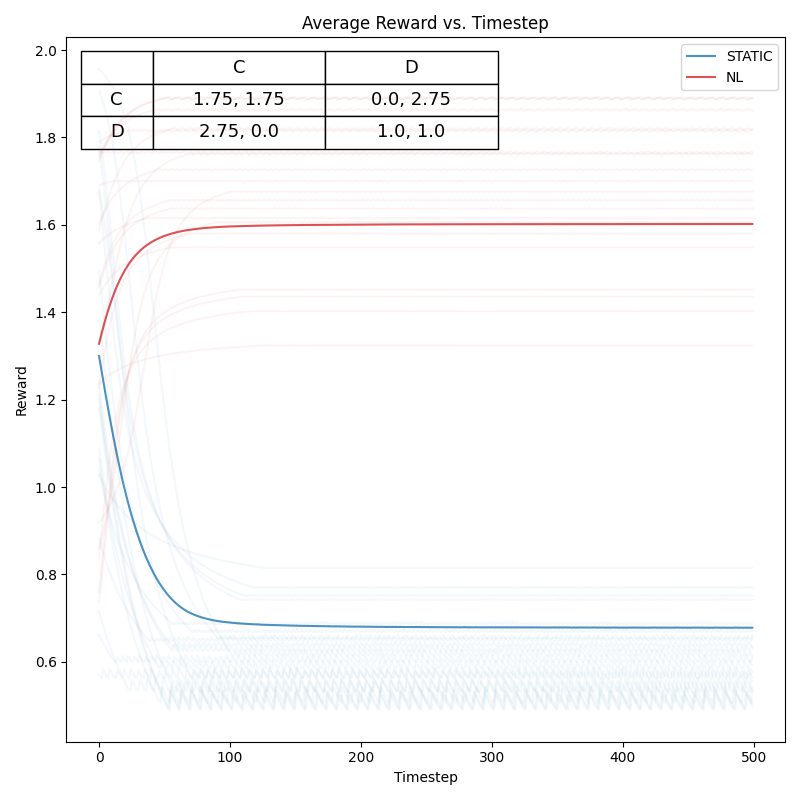 Average Reward vs. Timestep
STATIC
NL
C D
C 1.75, 1.75 0.0, 2.75
D 2.75, 0.0 1.0, 1.0
2.0
1.8
1.6
1.4
1.2
1.0
0.8
0.6
Reward
0 100 200 300 400 500
Timestep